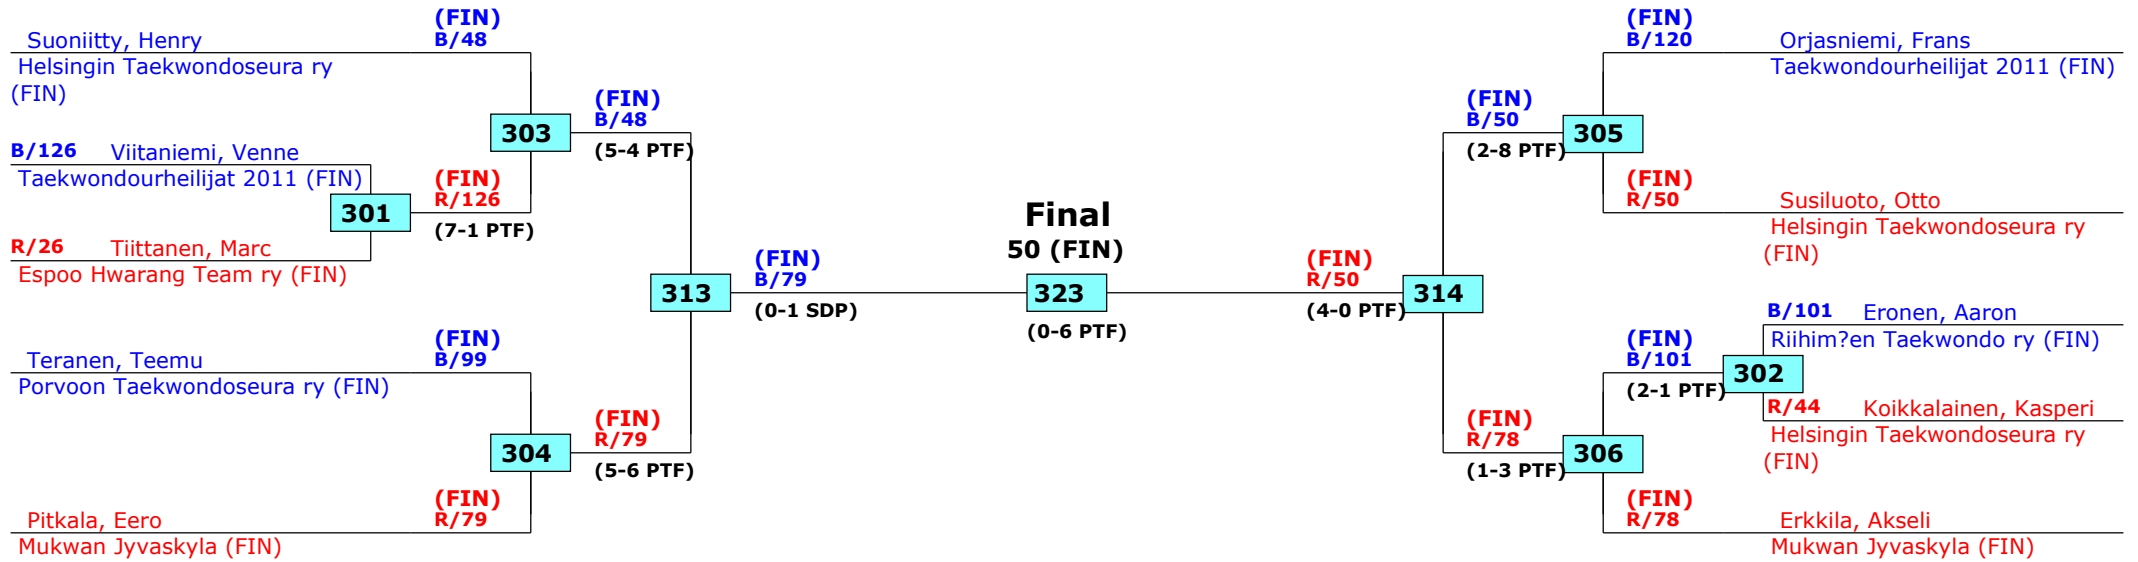 (FIN)
Suoniitty, Henry
B/48
Helsingin Taekwondoseura ry
(FIN)
(FIN)
B/48
303
(5-4 PTF)
B/126 Viitaniemi, Venne
Taekwondourheilijat 2011 (FIN)
(FIN)
R/126
301
(7-1 PTF)
R/26 Tiittanen, Marc
Espoo Hwarang Team ry (FIN)
(FIN)
B/79
313
(0-1 SDP)
(FIN)
Teranen, Teemu
B/99
Porvoon Taekwondoseura ry (FIN)
(FIN)
R/79
304
(5-6 PTF)
(FIN)
Pitkala, Eero
R/79
Mukwan Jyvaskyla (FIN)
Final
50 (FIN)
323
(0-6 PTF)
(FIN)
R/50
314
(4-0 PTF)
(FIN)
B/120
Orjasniemi, Frans
Taekwondourheilijat 2011 (FIN)
(FIN)
B/50
305
(2-8 PTF)
(FIN)
R/50
Susiluoto, Otto
Helsingin Taekwondoseura ry
(FIN)
B/101 Eronen, Aaron
Riihim?en Taekwondo ry (FIN)
(FIN)
B/101
302
(2-1 PTF)
R/44 Koikkalainen, Kasperi
Helsingin Taekwondoseura ry
(FIN)
(FIN)
R/78
306
(1-3 PTF)
(FIN)
R/78
Erkkila, Akseli
Mukwan Jyvaskyla (FIN)